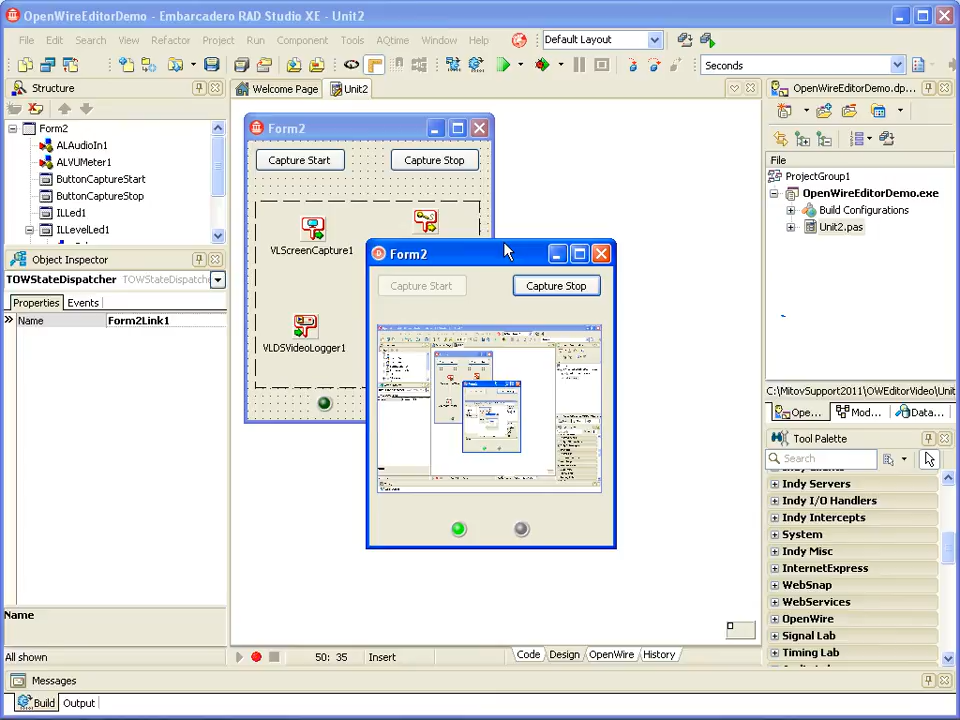 OpenWireEditorDemo - Embarcadero RAD Studio XE - Unit2
File Edit Search View Refactor Project Run Component Tools AQtime Window Help
Default Layout
Seconds
Structure
Form2
ALAudioIn1
ALVUMeter1
ButtonCaptureStart
ButtonCaptureStop
ILLed1
ILLevelLed1
Object Inspector
TOWStateDispatcher TOWStateDispatche
Properties Events
Name Form2Link1
Name
All shown
Welcome Page Unit2
Form2
Capture Start Capture Stop
VLScreenCapture1
VLDSVideoLogger1
Form2
Capture Start Capture Stop
50: 35 Insert
Code Design OpenWire History
OpenWireEditorDemo.dp...
File
ProjectGroup1
OpenWireEditorDemo.exe
Build Configurations
Unit2.pas
C:\MitovSupport2011\OWEditorVideo\Unit
Ope... Mod... Data...
Tool Palette
Search
Indy Servers
Indy I/O Handlers
Indy Intercepts
System
Indy Misc
InternetExpress
WebSnap
WebServices
OpenWire
Signal Lab
Timing Lab
Messages
Build Output